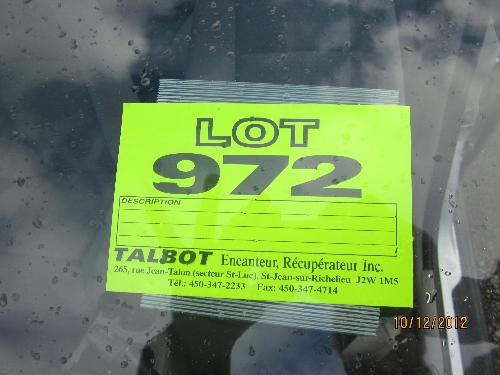 LOT
972
DESCRIPTION
TALBOT Encanteur, Récupérateur Inc.
265, rue Jean-Talon (secteur St-Luc), St-Jean-sur-Richelieu J2W 1M5
Tél.: 450-347-2233 Fax: 450-347-4714
10/12/2012